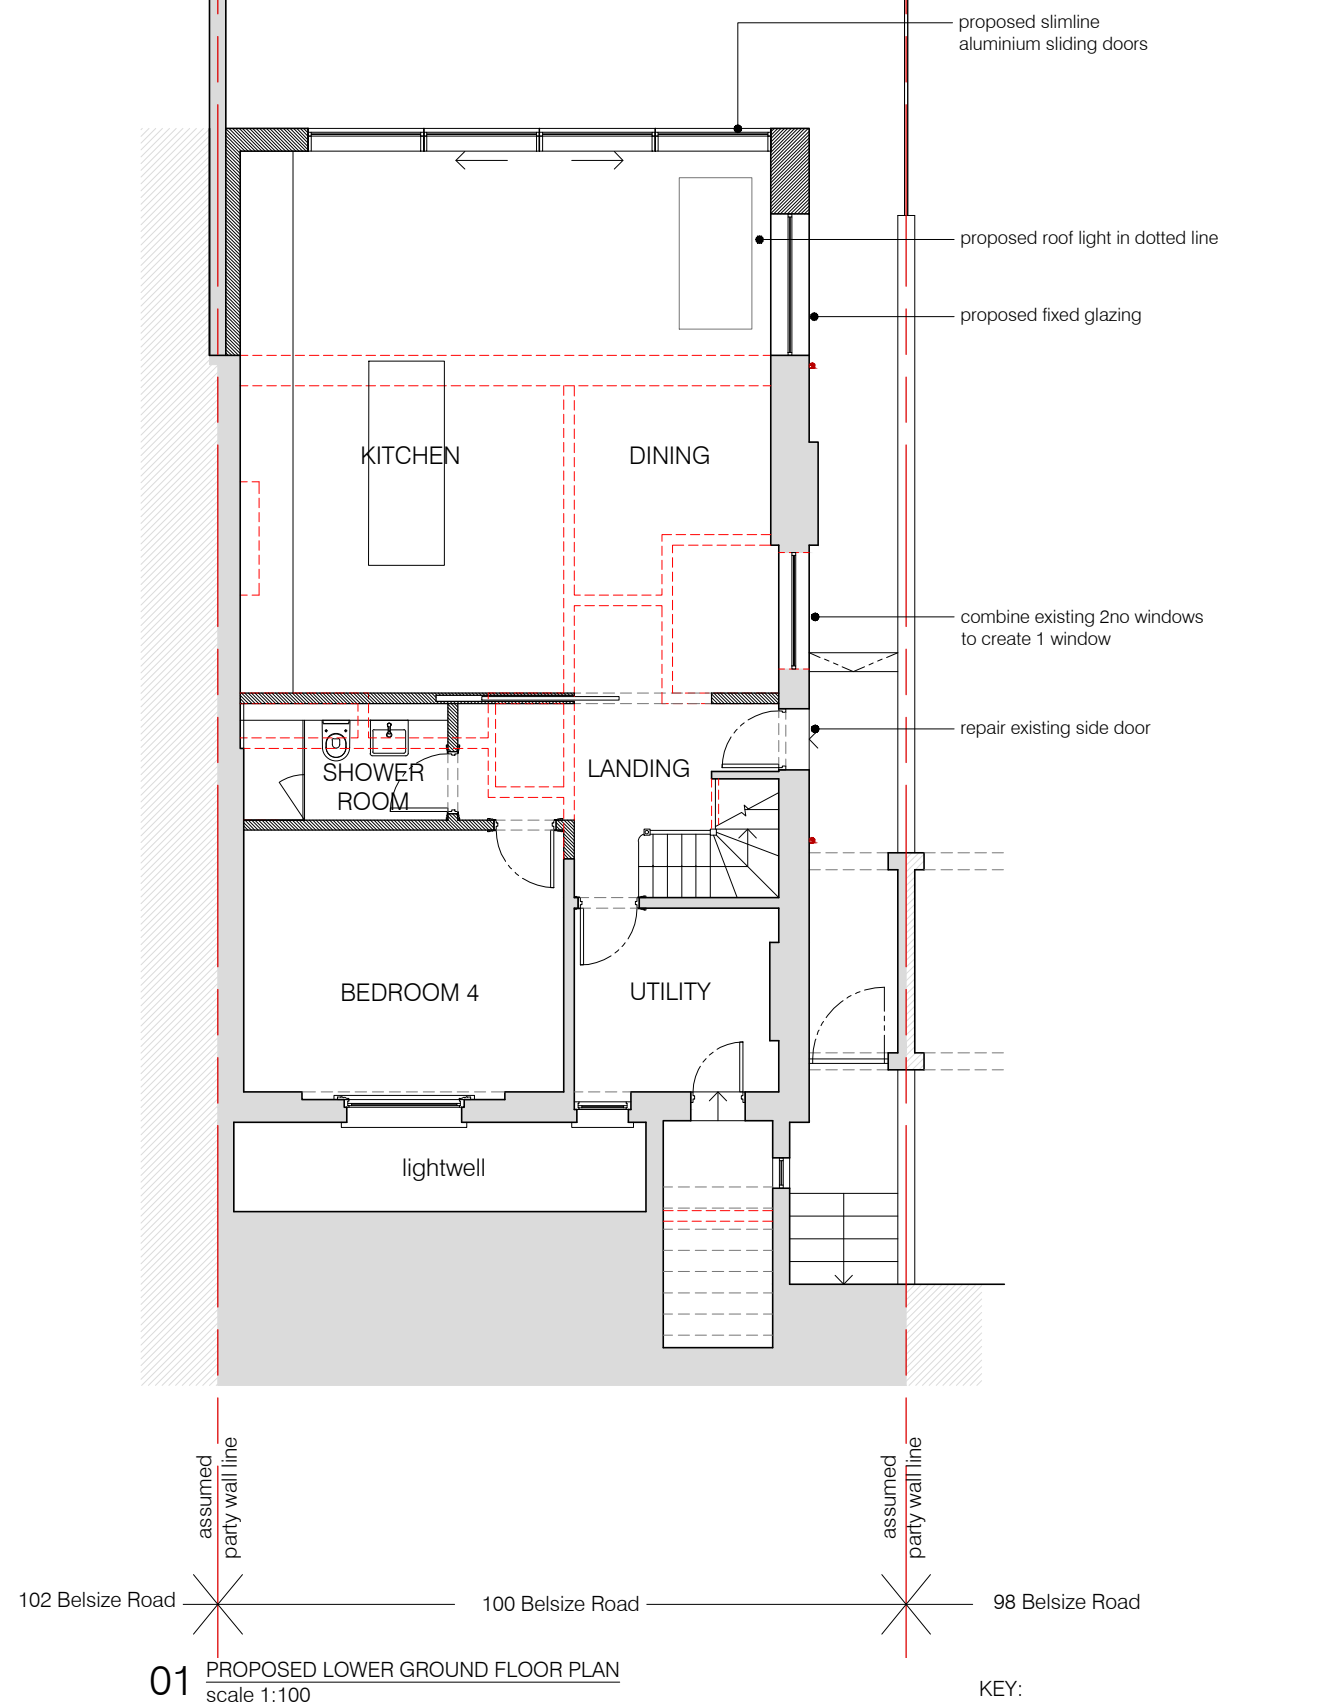 proposed slimline
aluminium sliding doors
proposed roof light in dotted line
proposed fixed glazing
KITCHEN
DINING
combine existing 2no windows
to create 1 window
repair existing side door
SHOWER
ROOM
LANDING
BEDROOM 4
UTILITY
lightwell
assumed
party wall line
assumed
party wall line
102 Belsize Road
100 Belsize Road
98 Belsize Road
01 PROPOSED LOWER GROUND FLOOR PLAN
scale 1:100
KEY: